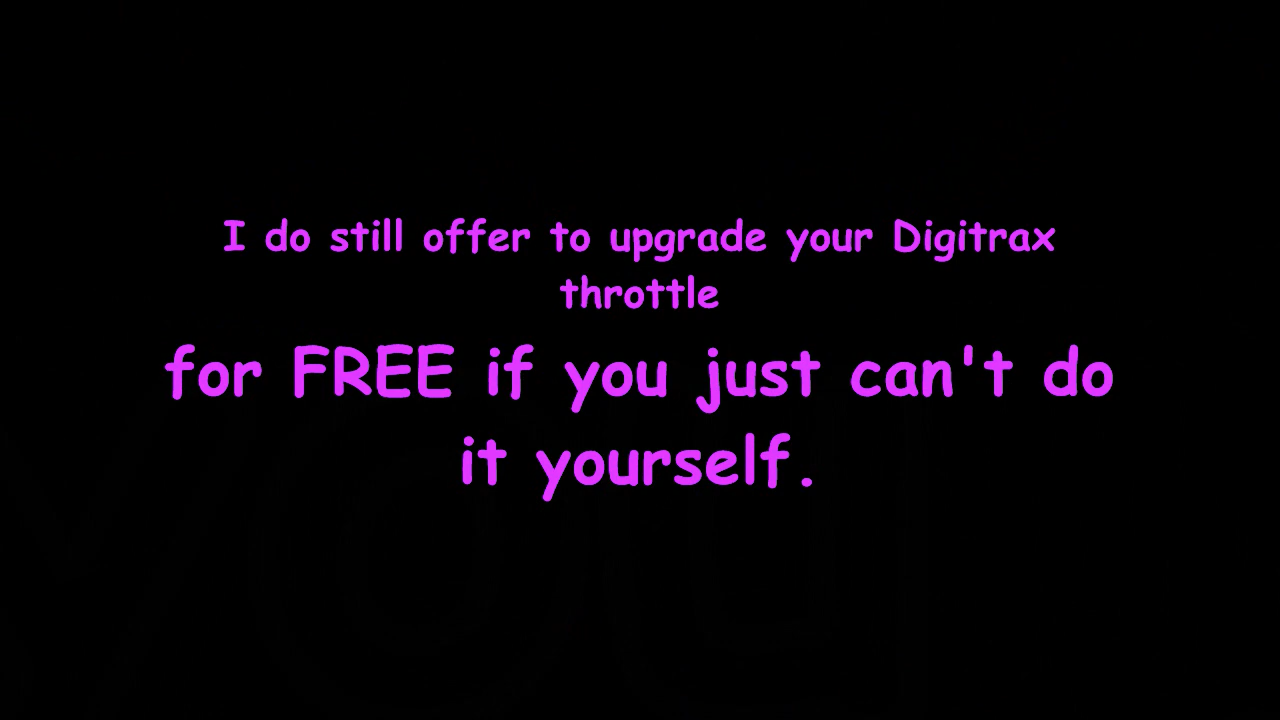 I do still offer to upgrade your Digitrax
throttle
for FREE if you just can't do
it yourself.